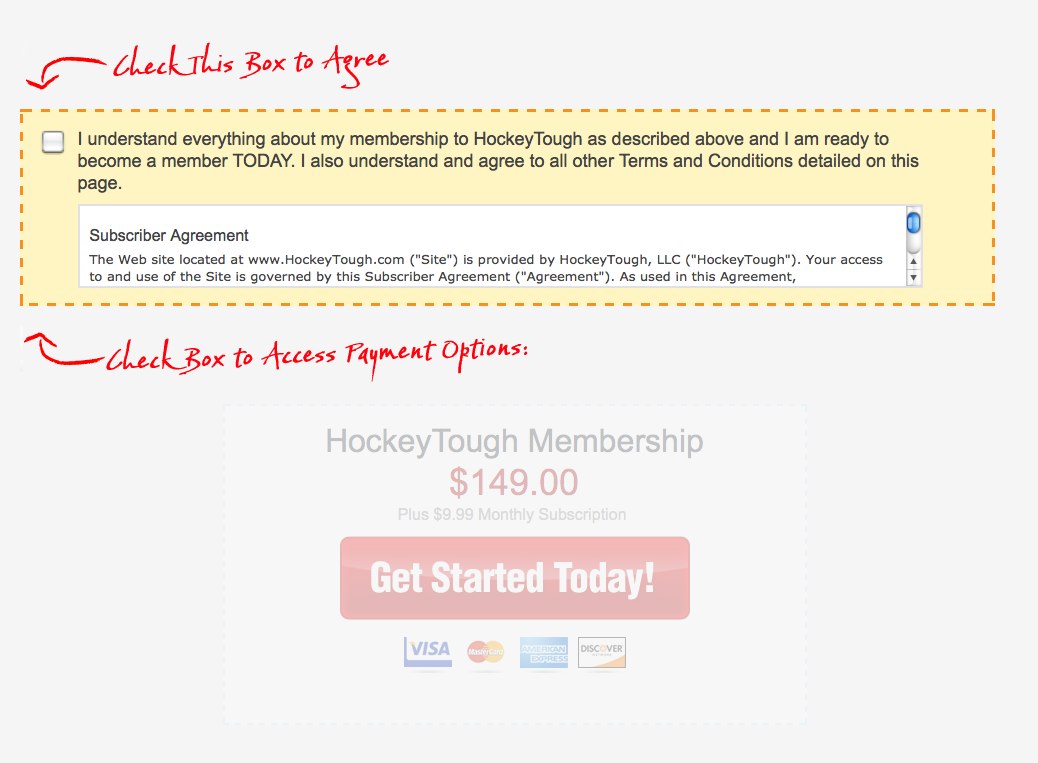 Check This Box to Agree
I understand everything about my membership to HockeyTough as described above and I am ready to
become a member TODAY. I also understand and agree to all other Terms and Conditions detailed on this
page.
Subscriber Agreement
The Web site located at www.HockeyTough.com ("Site") is provided by HockeyTough, LLC ("HockeyTough"). Your access
to and use of the Site is governed by this Subscriber Agreement ("Agreement"). As used in this Agreement,
Check Box to Access Payment Options:
HockeyTough Membership
$149.00
Plus $9.99 Monthly Subscription
Get Started Today!
VISA MasterCard AMERICAN EXPRESS DISCOVER